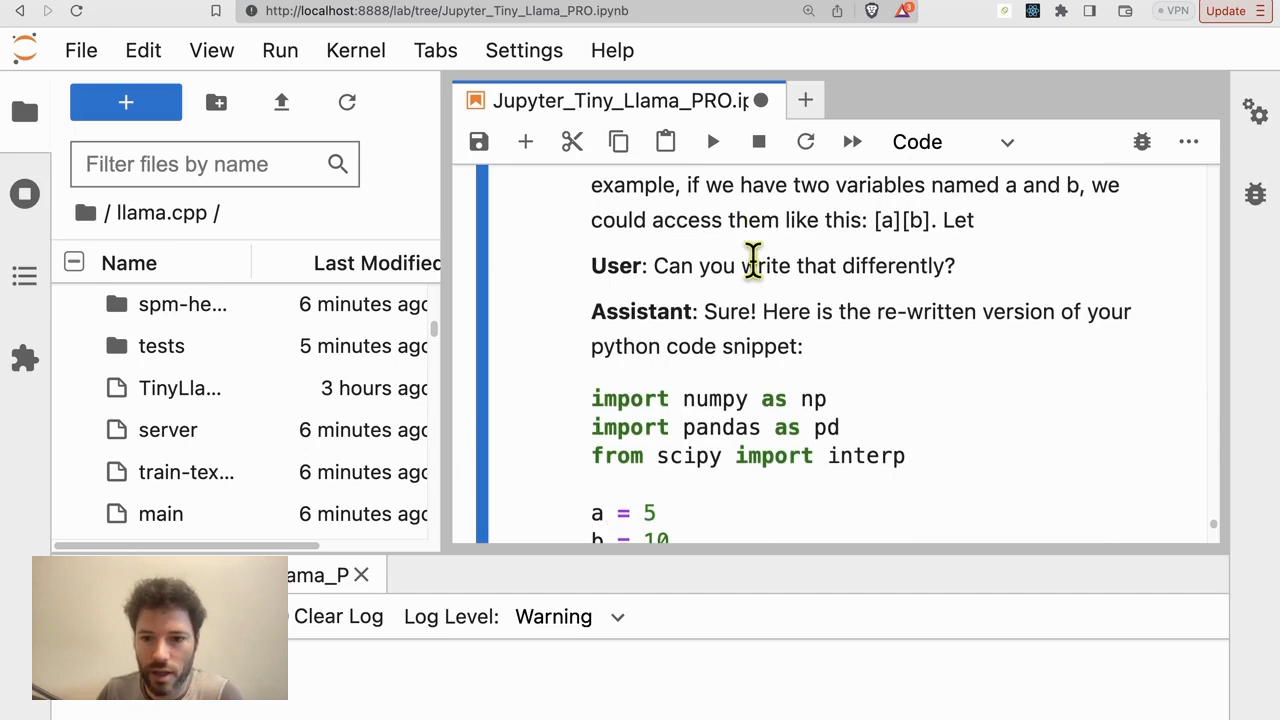 http://localhost:8888/lab/tree/Jupyter_Tiny_Llama_PRO.ipynb
3
VPN
Update
File Edit View Run Kernel Tabs Settings Help
Filter files by name
/ llama.cpp /
Name Last Modified
spm-he... 6 minutes ago
tests 5 minutes ago
TinyLla... 3 hours ago
server 6 minutes ago
train-tex... 6 minutes ago
main 6 minutes ago
Jupyter_Tiny_Llama_PRO.ip
Code
example, if we have two variables named a and b, we
could access them like this: [a][b]. Let
User: Can you write that differently?
Assistant: Sure! Here is the re-written version of your
python code snippet:
import numpy as np
import pandas as pd
from scipy import interp
a = 5
b = 10
lama_P
Clear Log Log Level: Warning